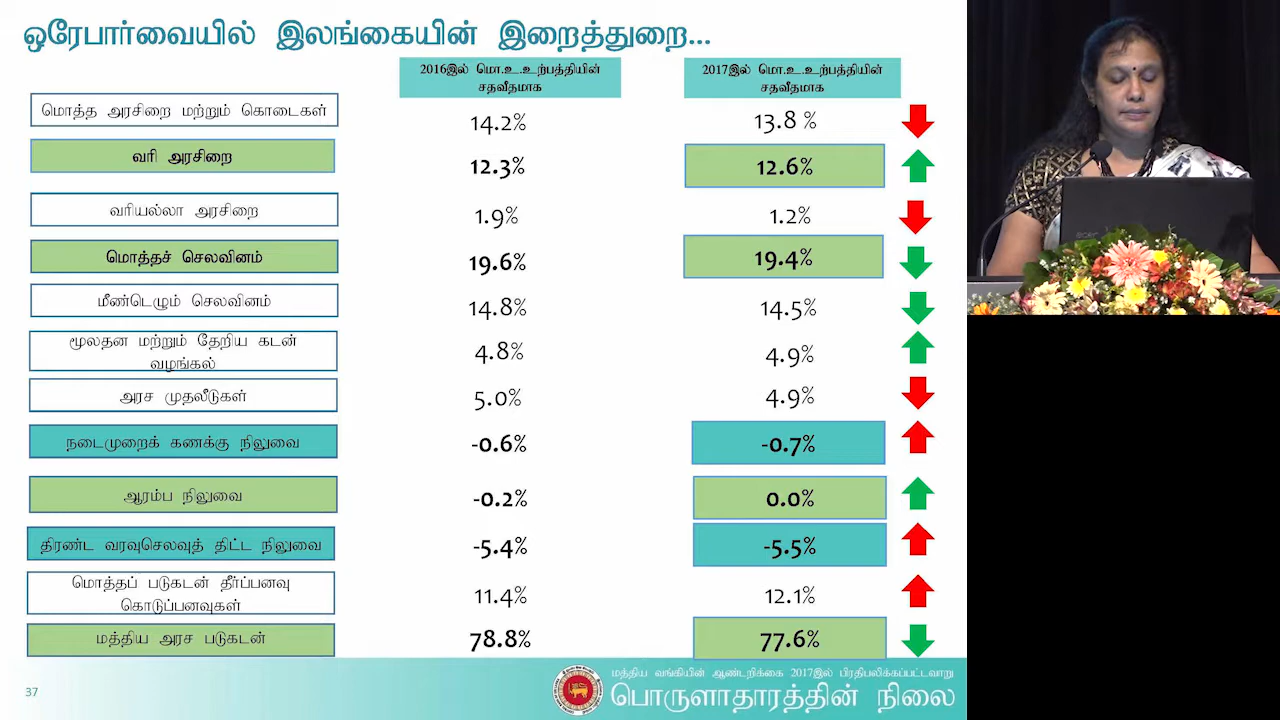 ஒரேபார்வையில் இலங்கையின் இறைத்துறை...
2016இல் மொ.உ.உற்பத்தியின்
சதவீதமாக
2017இல் மொ.உ.உற்பத்தியின்
சதவீதமாக
மொத்த அரசிறை மற்றும் கொடைகள்
14.2%
13.8 %
வரி அரசிறை
12.3%
12.6%
வரியல்லா அரசிறை
1.9%
1.2%
மொத்தச் செலவினம்
19.6%
19.4%
மீண்டெழும் செலவினம்
14.8%
14.5%
மூலதன மற்றும் தேறிய கடன்
வழங்கல்
4.8%
4.9%
அரச முதலீடுகள்
5.0%
4.9%
நடைமுறைக் கணக்கு நிலுவை
-0.6%
-0.7%
ஆரம்ப நிலுவை
-0.2%
0.0%
திரண்ட வரவுசெலவுத் திட்ட நிலுவை
-5.4%
-5.5%
மொத்தப் படுகடன் தீர்ப்பனவு
கொடுப்பனவுகள்
11.4%
12.1%
மத்திய அரச படுகடன்
78.8%
77.6%
37
மத்திய வங்கியின் ஆண்டறிக்கை 2017இல் பிரதிபலிக்கப்பட்டவாறு
பொருளாதாரத்தின் நிலை